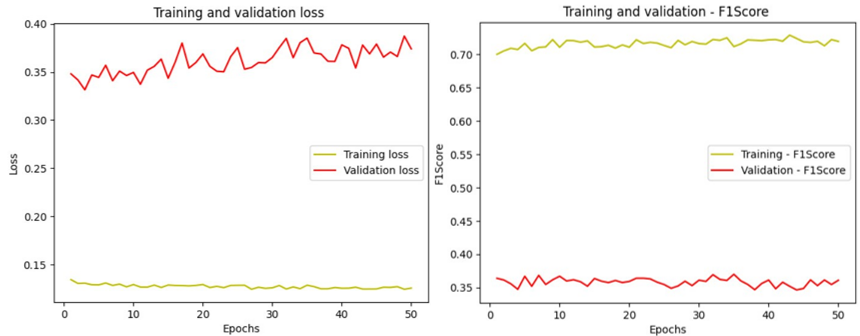 Training and validation loss
0.40
0.35
0.30
0.25
0.20
0.15
Loss
Training loss
Validation loss
0 10 20 30 40 50
Epochs
Training and validation - F1Score
0.70
0.65
0.60
0.55
0.50
0.45
0.40
0.35
F1Score
Training - F1Score
Validation - F1Score
0 10 20 30 40 50
Epochs